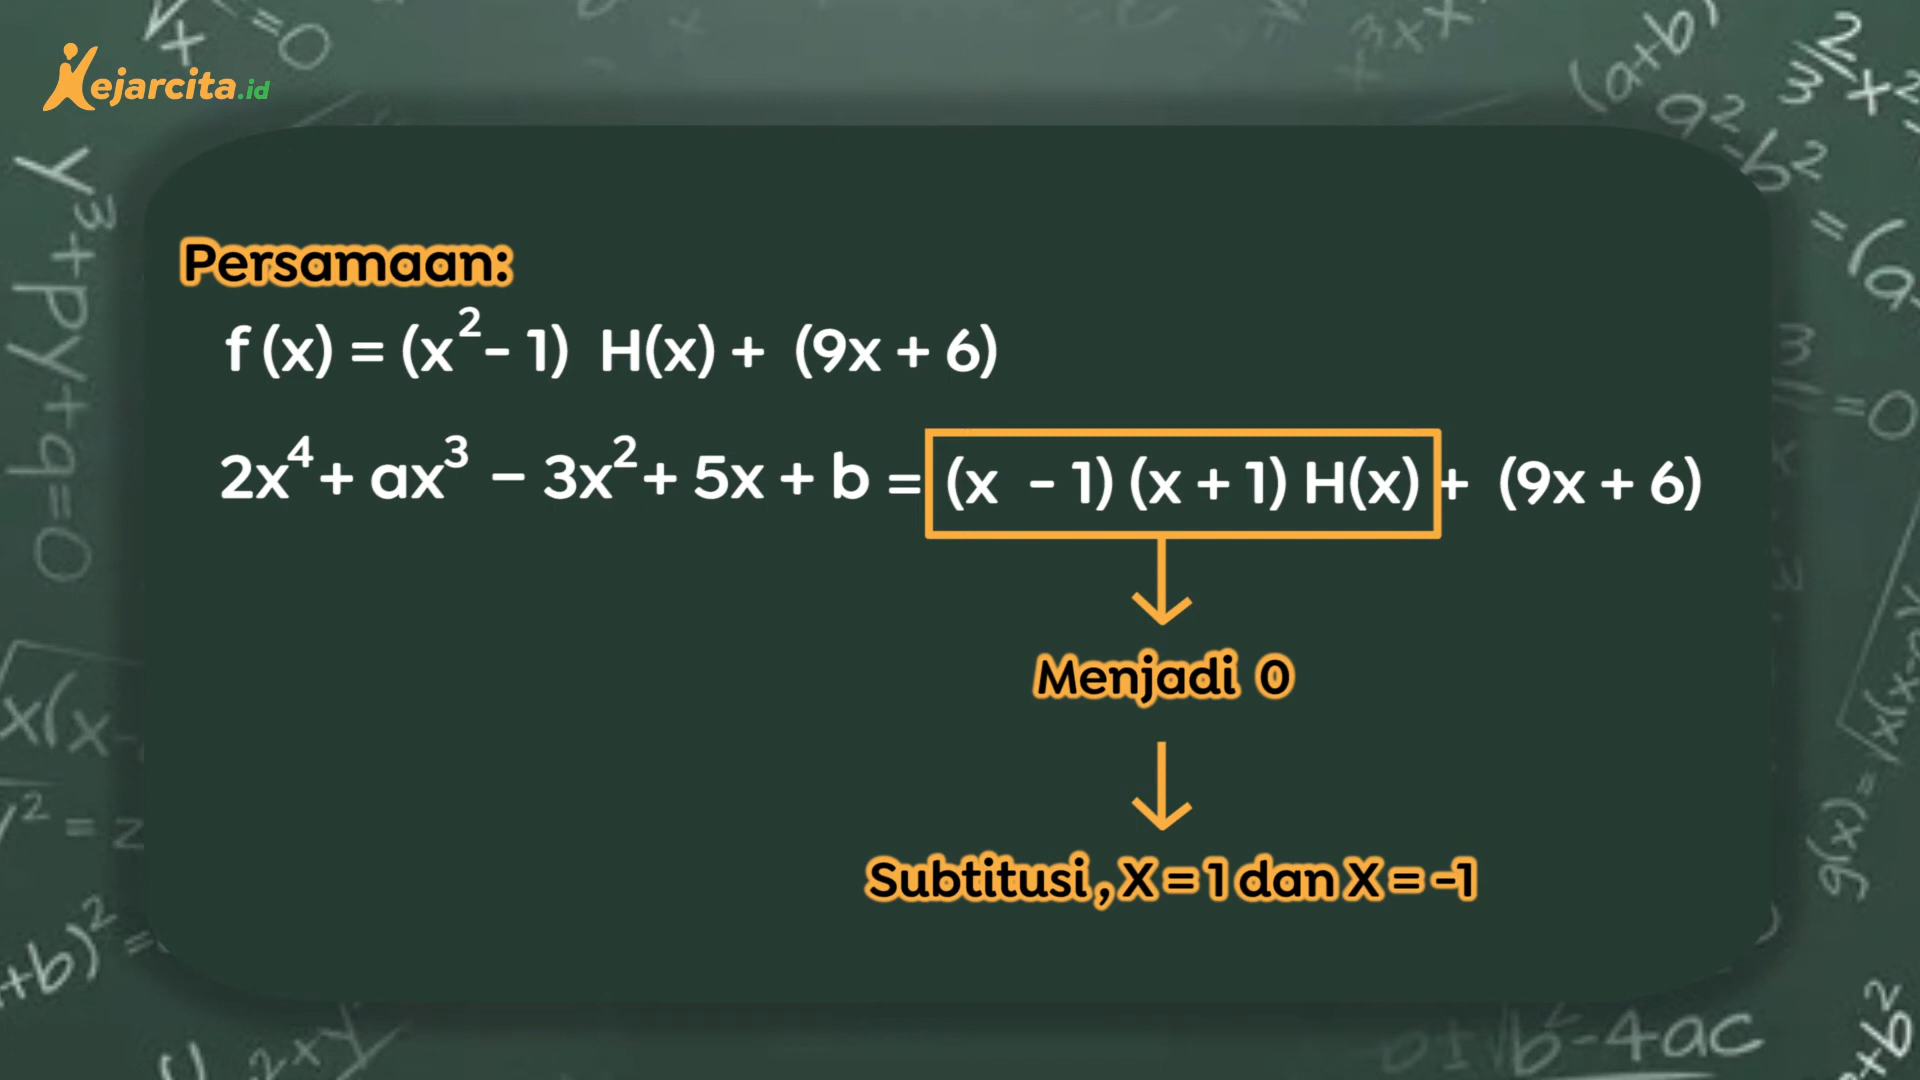 Kejarcita.id
Persamaan:
f (x) = (x² - 1) H(x) + (9x + 6)
2x⁴ + ax³ – 3x² + 5x + b = (x - 1) (x + 1) H(x) + (9x + 6)
Menjadi 0
Subtitusi, X = 1 dan X = -1